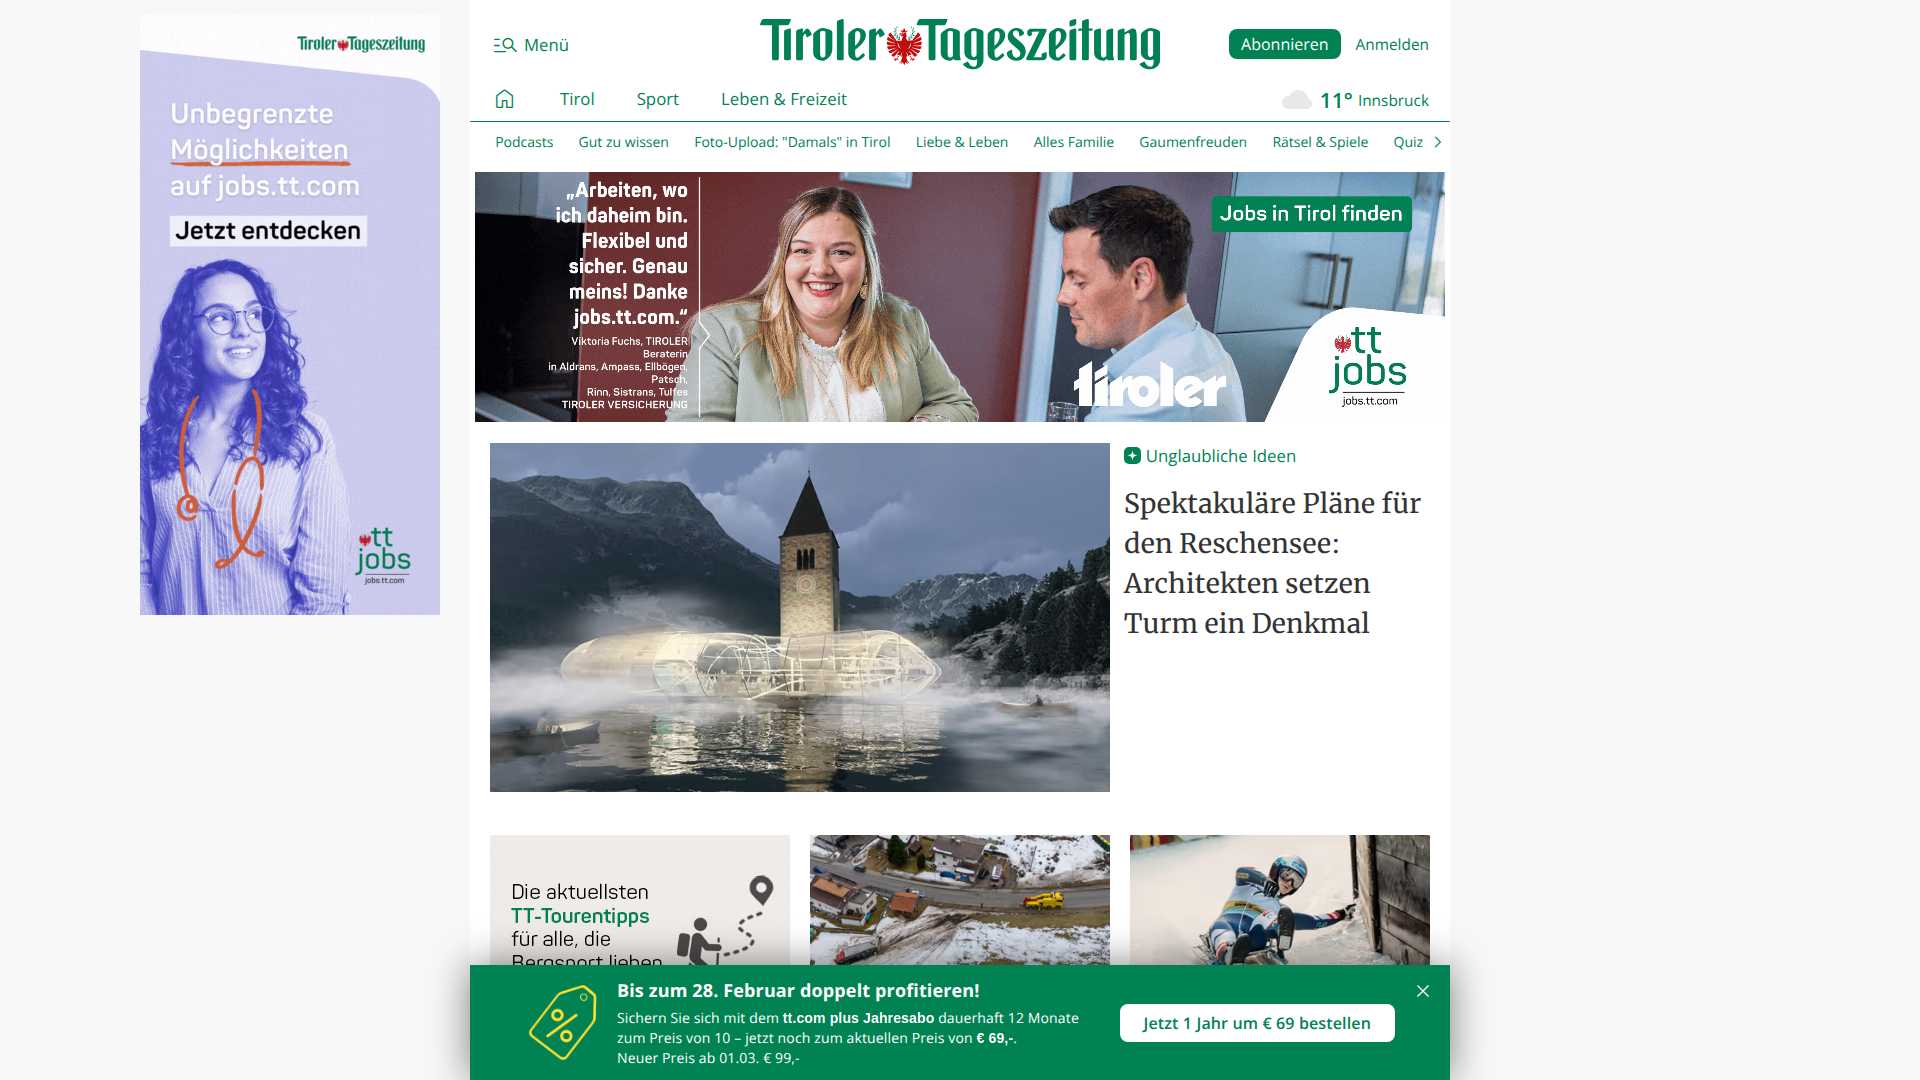 Tiroler Tageszeitung
Unbegrenzte
Möglichkeiten
auf jobs.tt.com
Jetzt entdecken
tt
jobs
jobs.tt.com
Menü
Tiroler Tageszeitung
Abonnieren
Anmelden
Tirol
Sport
Leben & Freizeit
11° Innsbruck
Podcasts
Gut zu wissen
Foto-Upload: "Damals" in Tirol
Liebe & Leben
Alles Familie
Gaumenfreuden
Rätsel & Spiele
Quiz
„Arbeiten, wo
ich daheim bin.
Flexibel und
sicher. Genau
meins! Danke
jobs.tt.com.“
Viktoria Fuchs, TIROLER
Beraterin
in Aldrans, Ampass, Ellbögen,
Patsch,
Rinn, Sistrans, Tulfes
TIROLER VERSICHERUNG
tiroler
Jobs in Tirol finden
tt
jobs
jobs.tt.com
Unglaubliche Ideen
Spektakuläre Pläne für
den Reschensee:
Architekten setzen
Turm ein Denkmal
Die aktuellsten
TT-Tourentipps
für alle, die
Bergsport lieben
Bis zum 28. Februar doppelt profitieren!
Sichern Sie sich mit dem tt.com plus Jahresabo dauerhaft 12 Monate
zum Preis von 10 – jetzt noch zum aktuellen Preis von € 69,-.
Neuer Preis ab 01.03. € 99,-
Jetzt 1 Jahr um € 69 bestellen